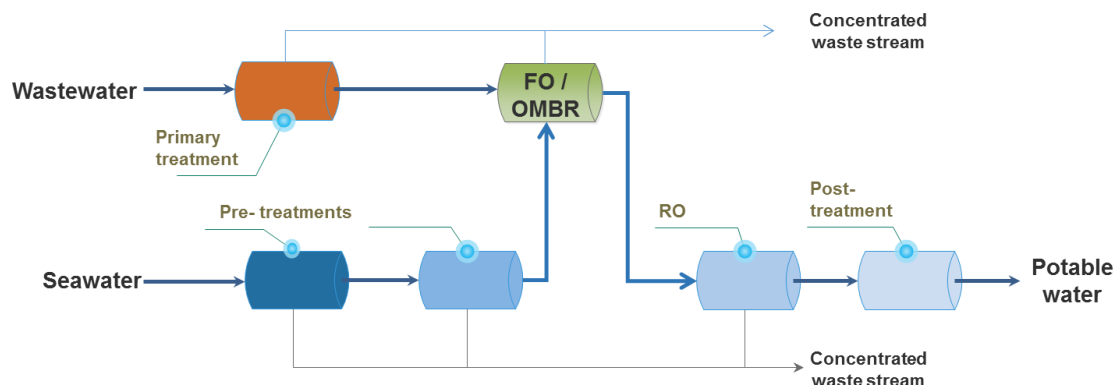 Concentrated
waste stream
Wastewater
FO /
OMBR
Primary
treatment
Pre- treatments
RO
Post-
treatment
Seawater
Potable
water
Concentrated
waste stream